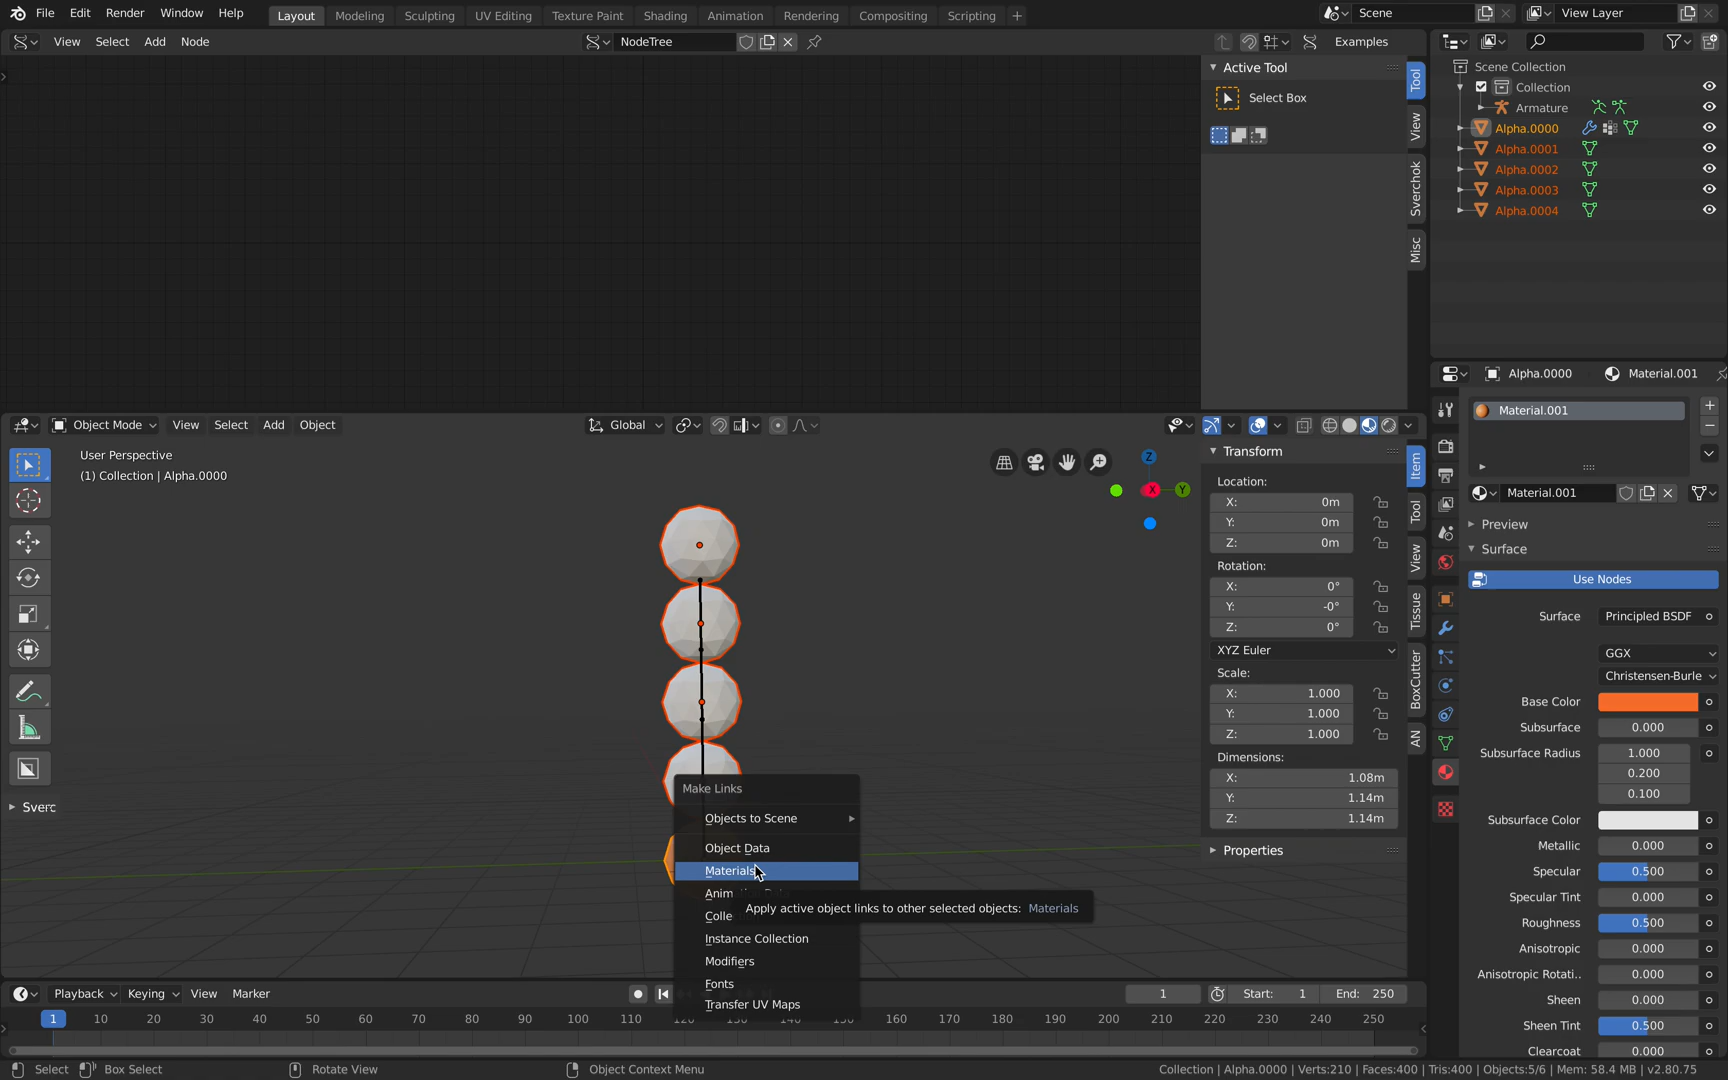 File Edit Render Window Help Layout Modeling Sculpting UV Editing Texture Paint Shading Animation Rendering Compositing Scripting + Scene View Layer
View Select Add Node NodeTree Examples
Active Tool
Select Box
Tool
View
Sverchok
Misc
Scene Collection
Collection
Armature
Alpha.0000
Alpha.0001
Alpha.0002
Alpha.0003
Alpha.0004
Object Mode View Select Add Object Global
User Perspective
(1) Collection | Alpha.0000
Z
X
Y
Sverc
Make Links
Objects to Scene
Object Data
Materials
Anim
Colle
Apply active object links to other selected objects: Materials
Instance Collection
Modifiers
Fonts
Transfer UV Maps
Transform
Location:
X: 0m
Y: 0m
Z: 0m
Rotation:
X: 0°
Y: -0°
Z: 0°
XYZ Euler
Scale:
X: 1.000
Y: 1.000
Z: 1.000
Dimensions:
X: 1.08m
Y: 1.14m
Z: 1.14m
Properties
Item
Tool
View
Tissue
BoxCutter
AN
Alpha.0000 Material.001
Material.001
Material.001
Preview
Surface
Use Nodes
Surface Principled BSDF
GGX
Christensen-Burle
Base Color
Subsurface 0.000
Subsurface Radius 1.000
0.200
0.100
Subsurface Color
Metallic 0.000
Specular 0.500
Specular Tint 0.000
Roughness 0.500
Anisotropic 0.000
Anisotropic Rotati.. 0.000
Sheen 0.000
Sheen Tint 0.500
Clearcoat 0.000
Playback Keying View Marker 1 Start: 1 End: 250
1 10 20 30 40 50 60 70 80 90 100 110 120 130 140 150 160 170 180 190 200 210 220 230 240 250
Select Box Select Rotate View Object Context Menu Collection | Alpha.0000 | Verts:210 | Faces:400 | Tris:400 | Objects:5/6 | Mem: 58.4 MB | v2.80.75